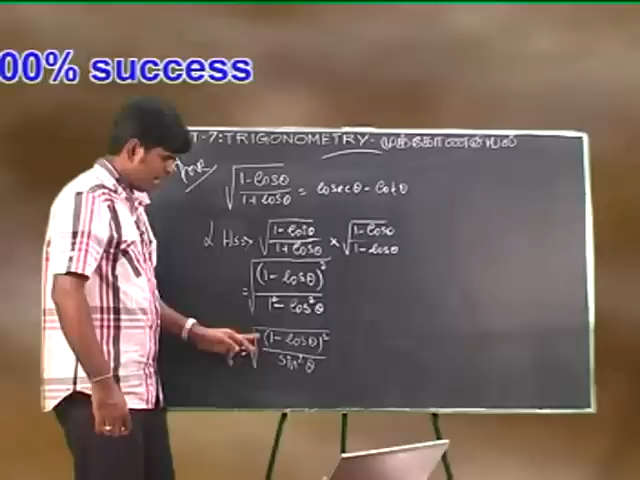 00% success
T-7:TRIGONOMETRY-முக்கோணவியல்
√((1-cosθ)/(1+cosθ)) = cosecθ - cotθ
LHS⇒ √((1-cosθ)/(1+cosθ)) × √((1-cosθ)/(1-cosθ))
= √((1-cosθ)²/(1²-cos²θ))
√((1-cosθ)²/sin²θ)